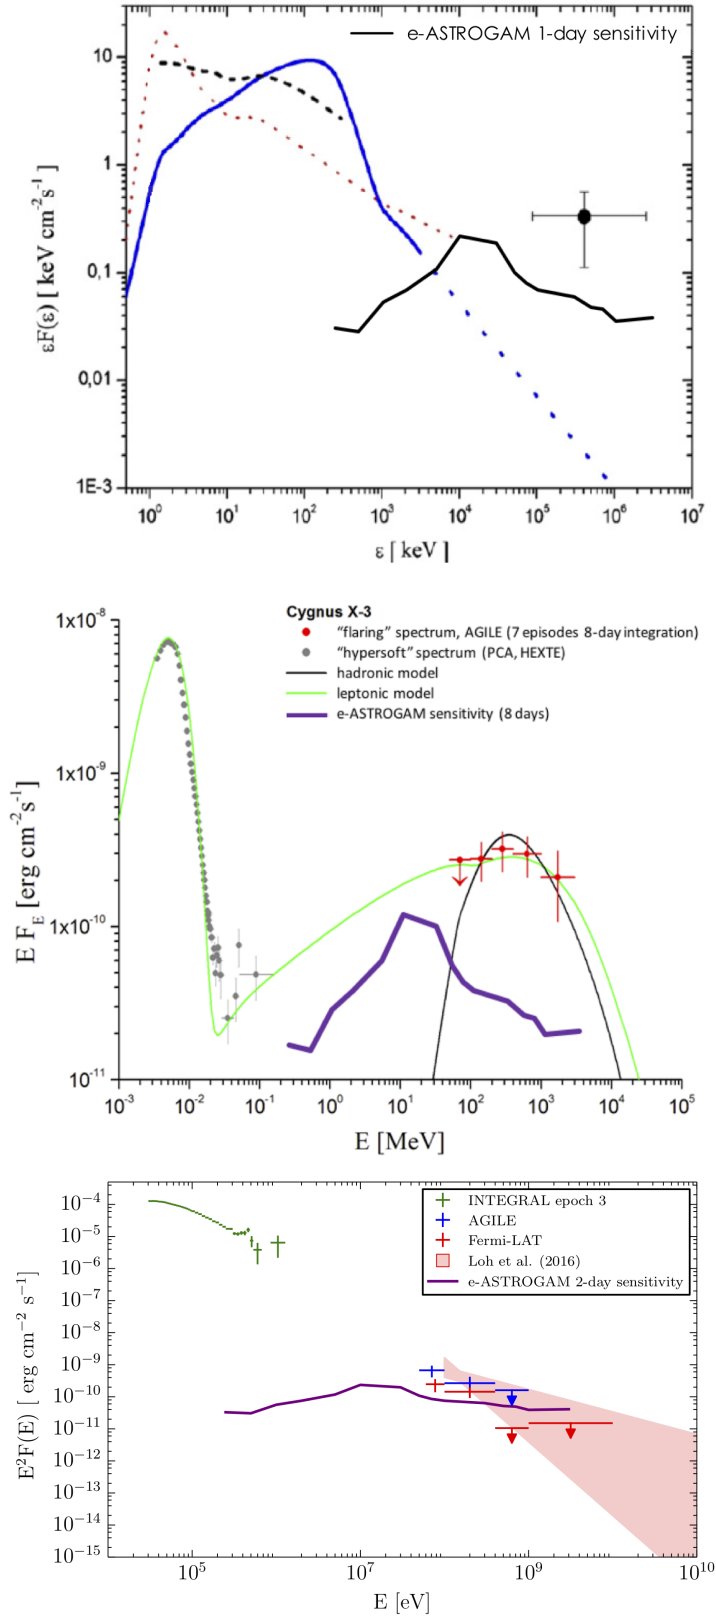 e-ASTROGAM 1-day sensitivity
10
1
0,1
0,01
1E-3
εF(ε) [ keV cm⁻²s⁻¹ ]
10⁰ 10¹ 10² 10³ 10⁴ 10⁵ 10⁶ 10⁷
ε [ keV ]
Cygnus X-3
“flaring” spectrum, AGILE (7 episodes 8-day integration)
“hypersoft” spectrum (PCA, HEXTE)
hadronic model
leptonic model
e-ASTROGAM sensitivity (8 days)
1x10⁻⁸
1x10⁻⁹
1x10⁻¹⁰
10⁻¹¹
E F_E [erg cm⁻²s⁻¹]
10⁻³ 10⁻² 10⁻¹ 10⁰ 10¹ 10² 10³ 10⁴ 10⁵
E [MeV]
INTEGRAL epoch 3
AGILE
Fermi-LAT
Loh et al. (2016)
e-ASTROGAM 2-day sensitivity
10⁻⁴
10⁻⁵
10⁻⁶
10⁻⁷
10⁻⁸
10⁻⁹
10⁻¹⁰
10⁻¹¹
10⁻¹²
10⁻¹³
10⁻¹⁴
10⁻¹⁵
E²F(E) [ erg cm⁻² s⁻¹]
10⁵ 10⁷ 10⁹ 10¹⁰
E [eV]